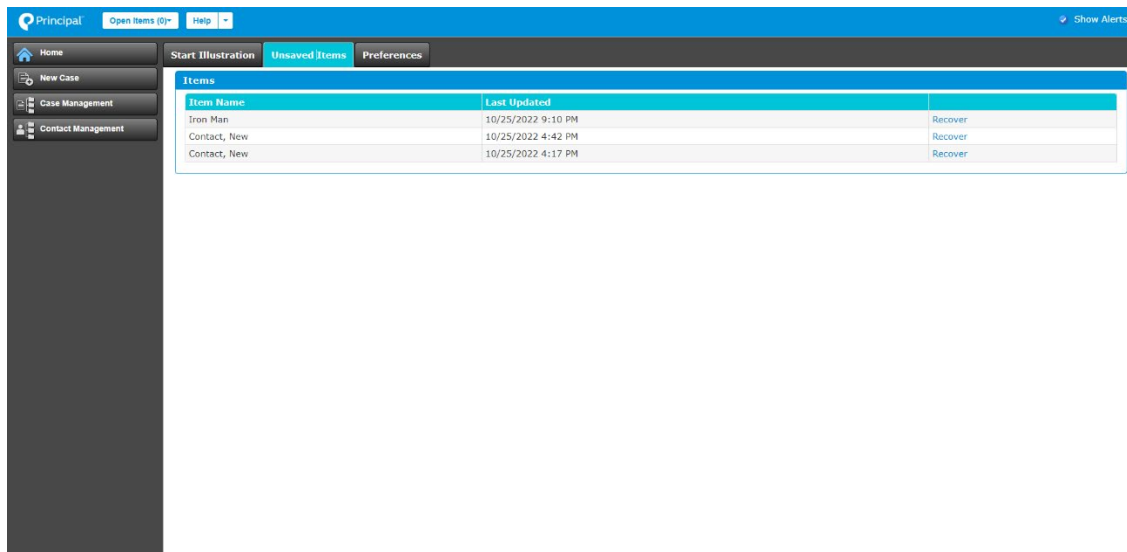 Principal Open Items (0) Help Show Alerts
Home Start Illustration Unsaved Items Preferences
New Case
Case Management
Contact Management
Items
Item Name Last Updated
Iron Man 10/25/2022 9:10 PM Recover
Contact, New 10/25/2022 4:42 PM Recover
Contact, New 10/25/2022 4:17 PM Recover